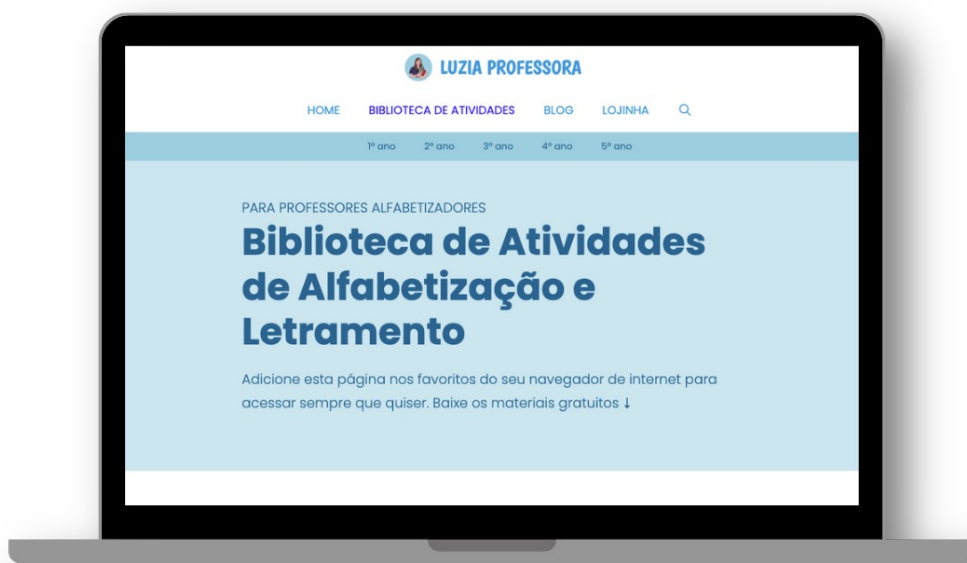 LUZIA PROFESSORA
HOME BIBLIOTECA DE ATIVIDADES BLOG LOJINHA
1º ano 2º ano 3º ano 4º ano 5º ano
PARA PROFESSORES ALFABETIZADORES
Biblioteca de Atividades
de Alfabetização e
Letramento
Adicione esta página nos favoritos do seu navegador de internet para
acessar sempre que quiser. Baixe os materiais gratuitos ↓